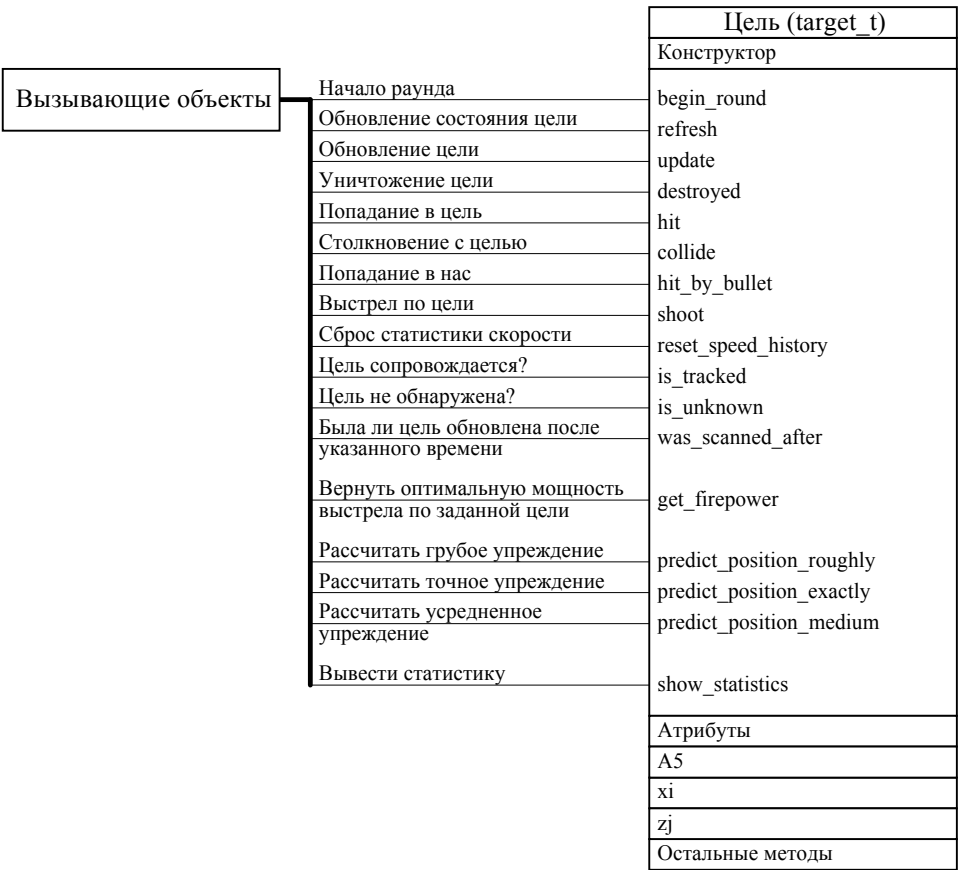 Цель (target_t)
Конструктор
Вызывающие объекты
Начало раунда
begin_round
Обновление состояния цели
refresh
Обновление цели
update
Уничтожение цели
destroyed
Попадание в цель
hit
Столкновение с целью
collide
Попадание в нас
hit_by_bullet
Выстрел по цели
shoot
Сброс статистики скорости
reset_speed_history
Цель сопровождается?
is_tracked
Цель не обнаружена?
is_unknown
Была ли цель обновлена после
указанного времени
was_scanned_after
Вернуть оптимальную мощность
выстрела по заданной цели
get_firepower
Рассчитать грубое упреждение
predict_position_roughly
Рассчитать точное упреждение
predict_position_exactly
Рассчитать усредненное
упреждение
predict_position_medium
Вывести статистику
show_statistics
Атрибуты
A5
xi
zj
Остальные методы